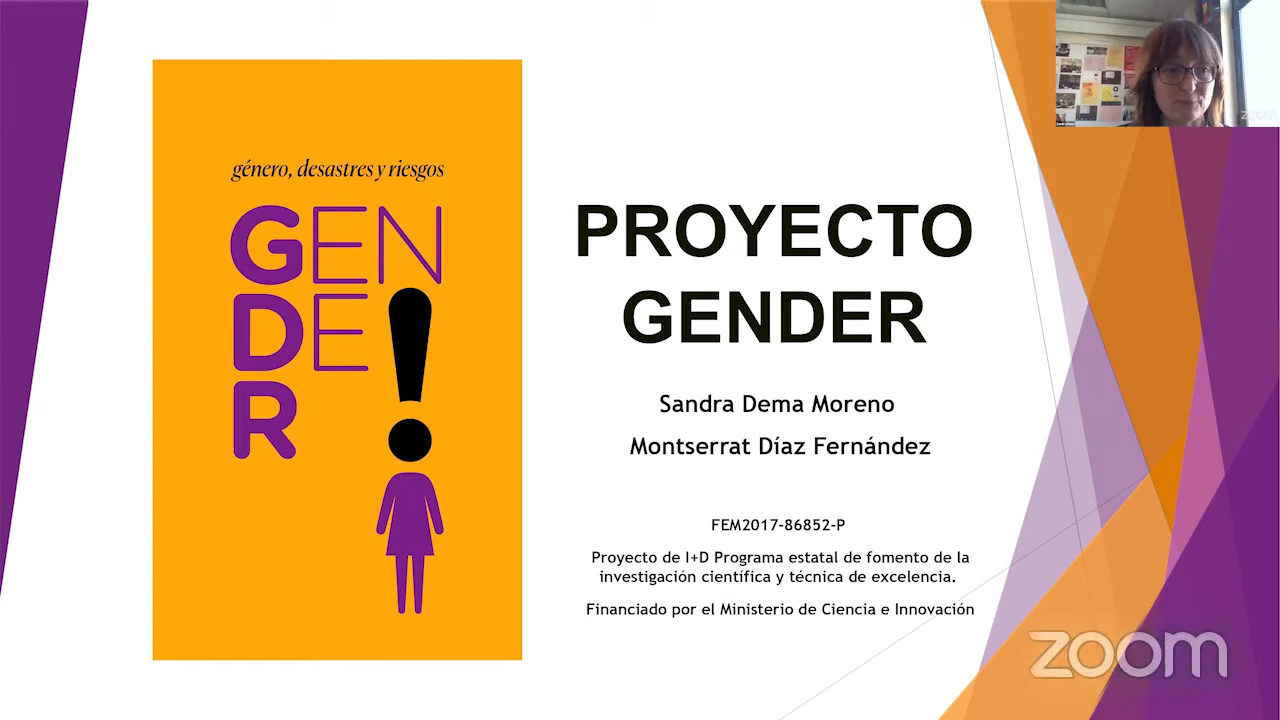 género, desastres y riesgos
GEN
DE!
R
PROYECTO
GENDER
Sandra Dema Moreno
Montserrat Díaz Fernández
FEM2017-86852-P
Proyecto de I+D Programa estatal de fomento de la
investigación científica y técnica de excelencia.
Financiado por el Ministerio de Ciencia e Innovación
zoom
zoom